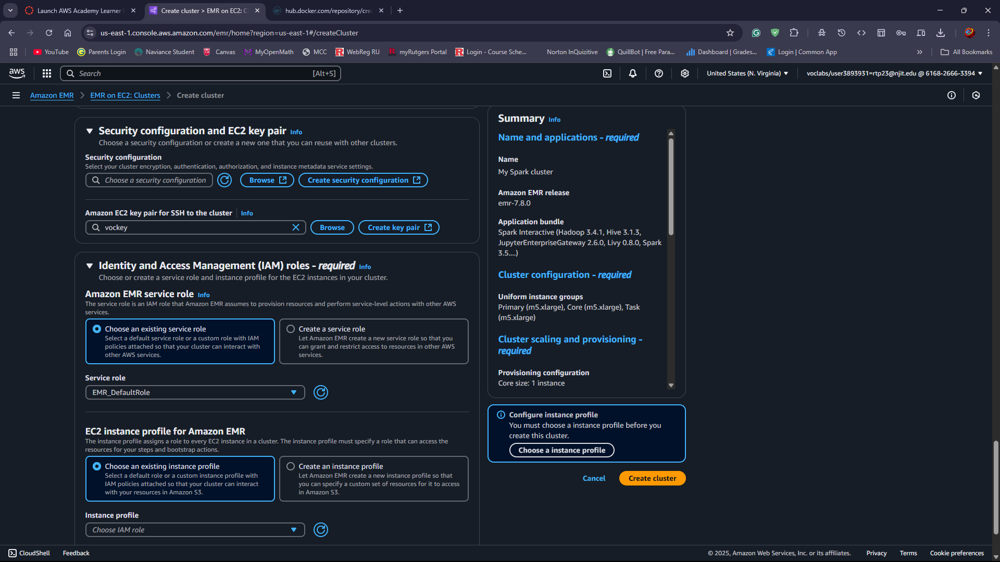 Launch AWS Academy Learner
Create cluster > EMR on EC2: C
hub.docker.com/repository/crea
us-east-1.console.aws.amazon.com/emr/home?region=us-east-1#/createCluster
YouTube
Parents Login
Naviance Student
Canvas
MyOpenMath
MCC
WebReg RU
myRutgers Portal
Login - Course Sche...
Norton InQuizitive
QuillBot | Free Para...
Dashboard | Grades...
Login | Common App
All Bookmarks
aws
Search
[Alt+S]
United States (N. Virginia)
voclabs/user3893931=rtp23@njit.edu @ 6168-2666-3394
Amazon EMR
EMR on EC2: Clusters
Create cluster
Security configuration and EC2 key pair Info
Choose a security configuration or create a new one that you can reuse with other clusters.
Security configuration
Select your cluster encryption, authentication, authorization, and instance metadata service settings.
Choose a security configuration
Browse
Create security configuration
Amazon EC2 key pair for SSH to the cluster Info
vockey
Browse
Create key pair
Identity and Access Management (IAM) roles - required Info
Choose or create a service role and instance profile for the EC2 instances in your cluster.
Amazon EMR service role Info
The service role is an IAM role that Amazon EMR assumes to provision resources and perform service-level actions with other AWS
services.
Choose an existing service role
Select a default service role or a custom role with IAM
policies attached so that your cluster can interact with
other AWS services.
Create a service role
Let Amazon EMR create a new service role so that you
can grant and restrict access to resources in other AWS
services.
Service role
EMR_DefaultRole
EC2 instance profile for Amazon EMR
The instance profile assigns a role to every EC2 instance in a cluster. The instance profile must specify a role that can access the
resources for your steps and bootstrap actions.
Choose an existing instance profile
Select a default role or a custom instance profile with
IAM policies attached so that your cluster can interact
with your resources in Amazon S3.
Create an instance profile
Let Amazon EMR create a new instance profile so that
you can specify a custom set of resources for it to access
in Amazon S3.
Instance profile
Choose IAM role
Summary Info
Name and applications - required
Name
My Spark cluster
Amazon EMR release
emr-7.8.0
Application bundle
Spark Interactive (Hadoop 3.4.1, Hive 3.1.3,
JupyterEnterpriseGateway 2.6.0, Livy 0.8.0, Spark
3.5....)
Cluster configuration - required
Uniform instance groups
Primary (m5.xlarge), Core (m5.xlarge), Task
(m5.xlarge)
Cluster scaling and provisioning -
required
Provisioning configuration
Core size: 1 instance
Configure instance profile
You must choose a instance profile before you
create this cluster.
Choose a instance profile
Cancel
Create cluster
CloudShell
Feedback
© 2025, Amazon Web Services, Inc. or its affiliates.
Privacy
Terms
Cookie preferences